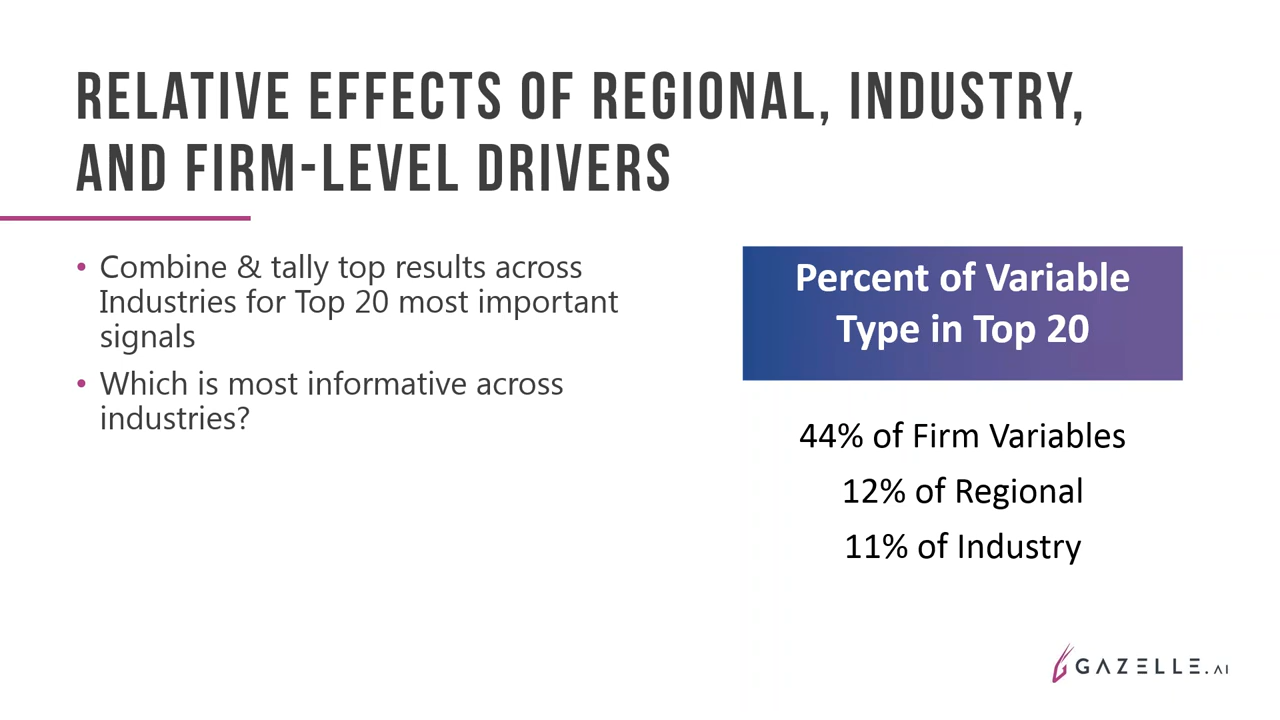 RELATIVE EFFECTS OF REGIONAL, INDUSTRY,
AND FIRM-LEVEL DRIVERS
• Combine & tally top results across
Industries for Top 20 most important
signals
• Which is most informative across
industries?
Percent of Variable
Type in Top 20
44% of Firm Variables
12% of Regional
11% of Industry
GAZELLE.AI